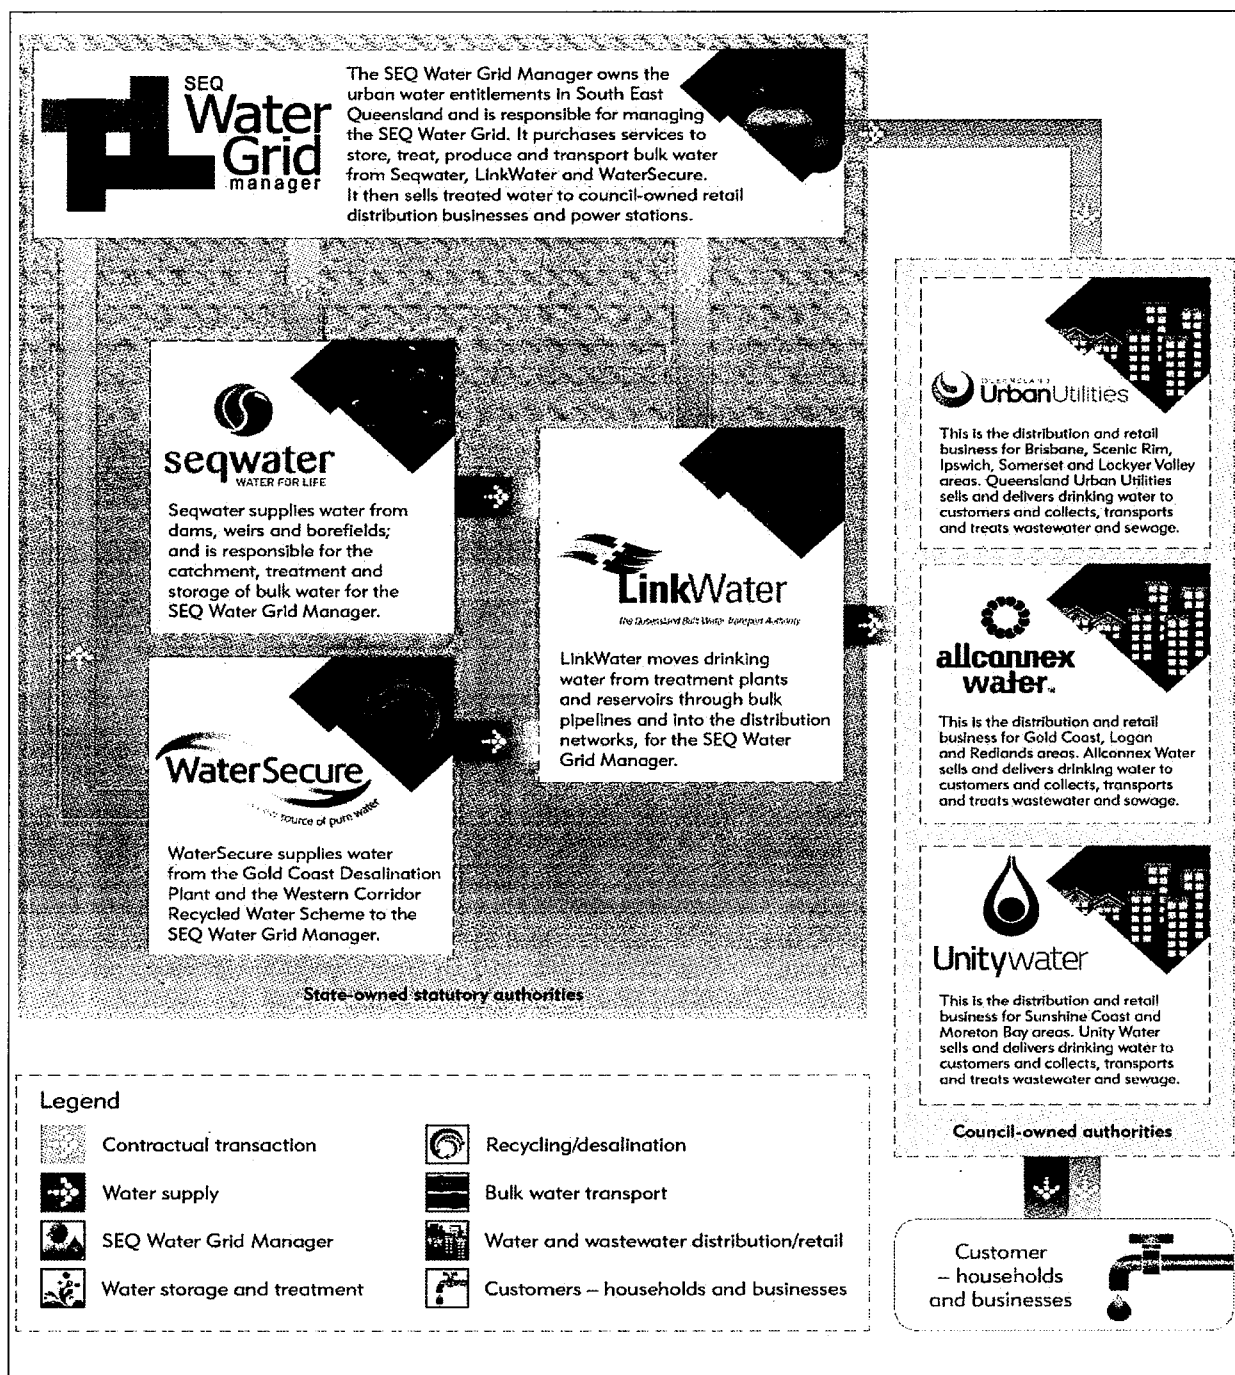 SEQ
Water
Grid
manager
The SEQ Water Grid Manager owns the
urban water entitlements in South East
Queensland and is responsible for managing
the SEQ Water Grid. It purchases services to
store, treat, produce and transport bulk water
from Seqwater, LinkWater and WaterSecure.
It then sells treated water to council-owned retail
distribution businesses and power stations.
seqwater
WATER FOR LIFE
Seqwater supplies water from
dams, weirs and borefields;
and is responsible for the
catchment, treatment and
storage of bulk water for the
SEQ Water Grid Manager.
WaterSecure
source of pure water
WaterSecure supplies water
from the Gold Coast Desalination
Plant and the Western Corridor
Recycled Water Scheme to the
SEQ Water Grid Manager.
LinkWater
The Queensland Bulk Water Transport Authority
LinkWater moves drinking
water from treatment plants
and reservoirs through bulk
pipelines and into the distribution
networks, for the SEQ Water
Grid Manager.
State-owned statutory authorities
QUEENSLAND
UrbanUtilities
This is the distribution and retail
business for Brisbane, Scenic Rim,
Ipswich, Somerset and Lockyer Valley
areas. Queensland Urban Utilities
sells and delivers drinking water to
customers and collects, transports
and treats wastewater and sewage.
allconnex
water™
This is the distribution and retail
business for Gold Coast, Logan
and Redlands areas. Allconnex Water
sells and delivers drinking water to
customers and collects, transports
and treats wastewater and sewage.
Unitywater
This is the distribution and retail
business for Sunshine Coast and
Moreton Bay areas. Unity Water
sells and delivers drinking water to
customers and collects, transports
and treats wastewater and sewage.
Council-owned authorities
Legend
Contractual transaction
Water supply
SEQ Water Grid Manager
Water storage and treatment
Recycling/desalination
Bulk water transport
Water and wastewater distribution/retail
Customers – households and businesses
Customer
– households
and businesses